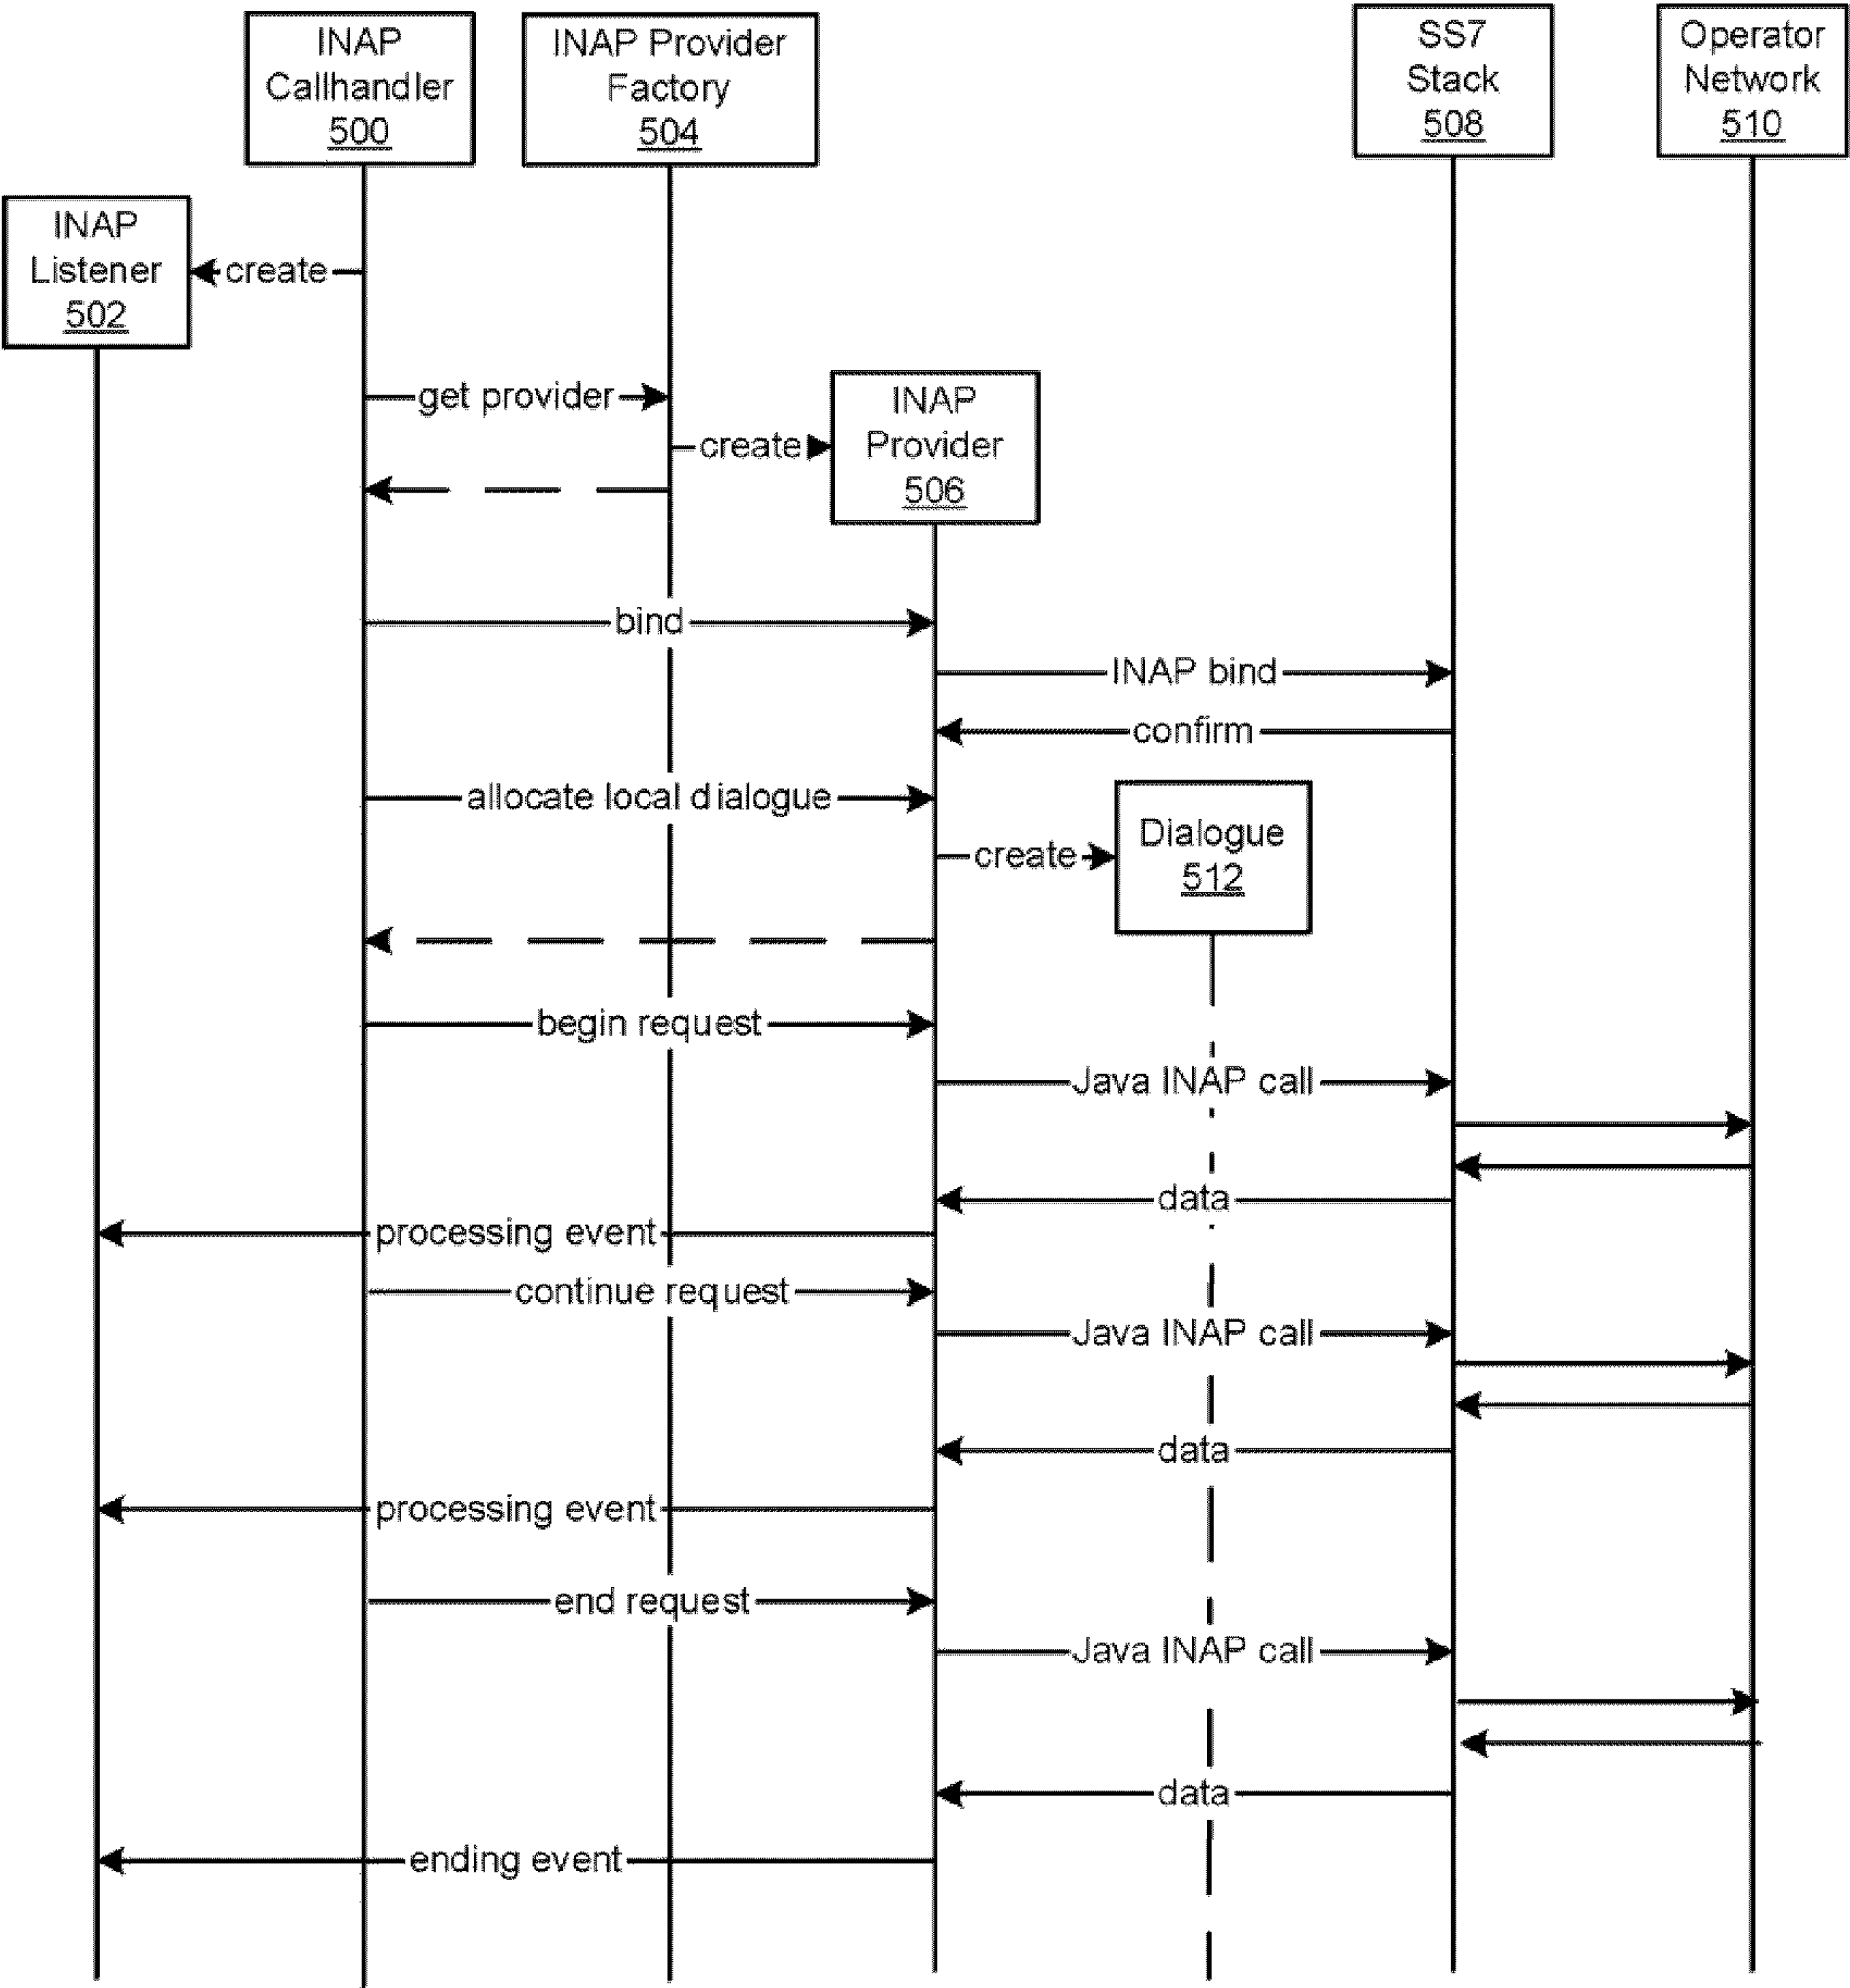 INAP
Callhandler
500
INAP Provider
Factory
504
SS7
Stack
508
Operator
Network
510
INAP
Listener
502
create
get provider
INAP
Provider
506
create
bind
INAP bind
confirm
allocate local dialogue
Dialogue
512
create
begin request
Java INAP call
data
processing event
continue request
Java INAP call
data
processing event
end request
Java INAP call
data
ending event